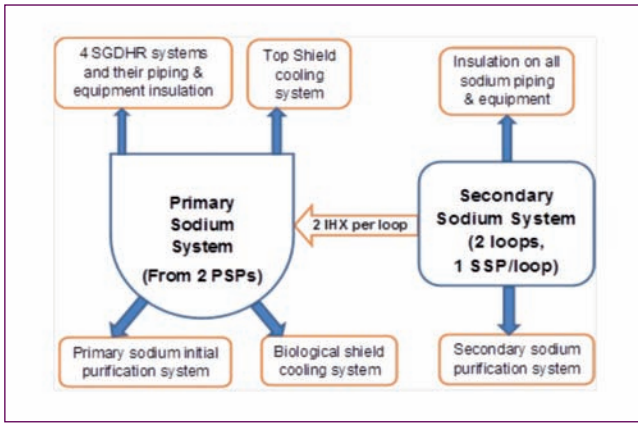 4 SGDHR systems
and their piping &
equipment insulation
Top Shield
cooling
system
Insulation on all
sodium piping
& equipment
Primary
Sodium
System
(From 2 PSPs)
2 IHX per loop
Secondary
Sodium System
(2 loops,
1 SSP/loop)
Primary sodium initial
purification system
Biological shield
cooling system
Secondary sodium
purification system